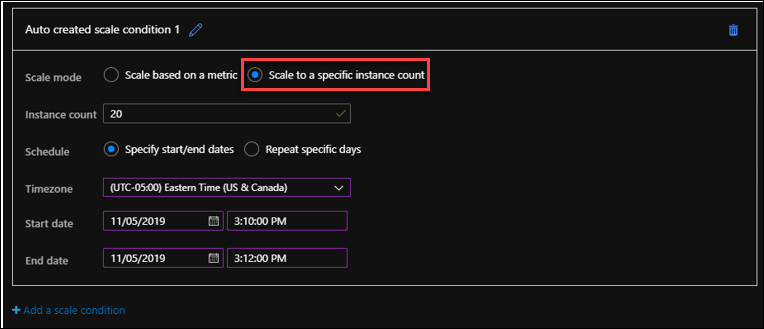 Auto created scale condition 1
Scale mode Scale based on a metric Scale to a specific instance count
Instance count 20
Schedule Specify start/end dates Repeat specific days
Timezone (UTC-05:00) Eastern Time (US & Canada)
Start date 11/05/2019 3:10:00 PM
End date 11/05/2019 3:12:00 PM
+ Add a scale condition